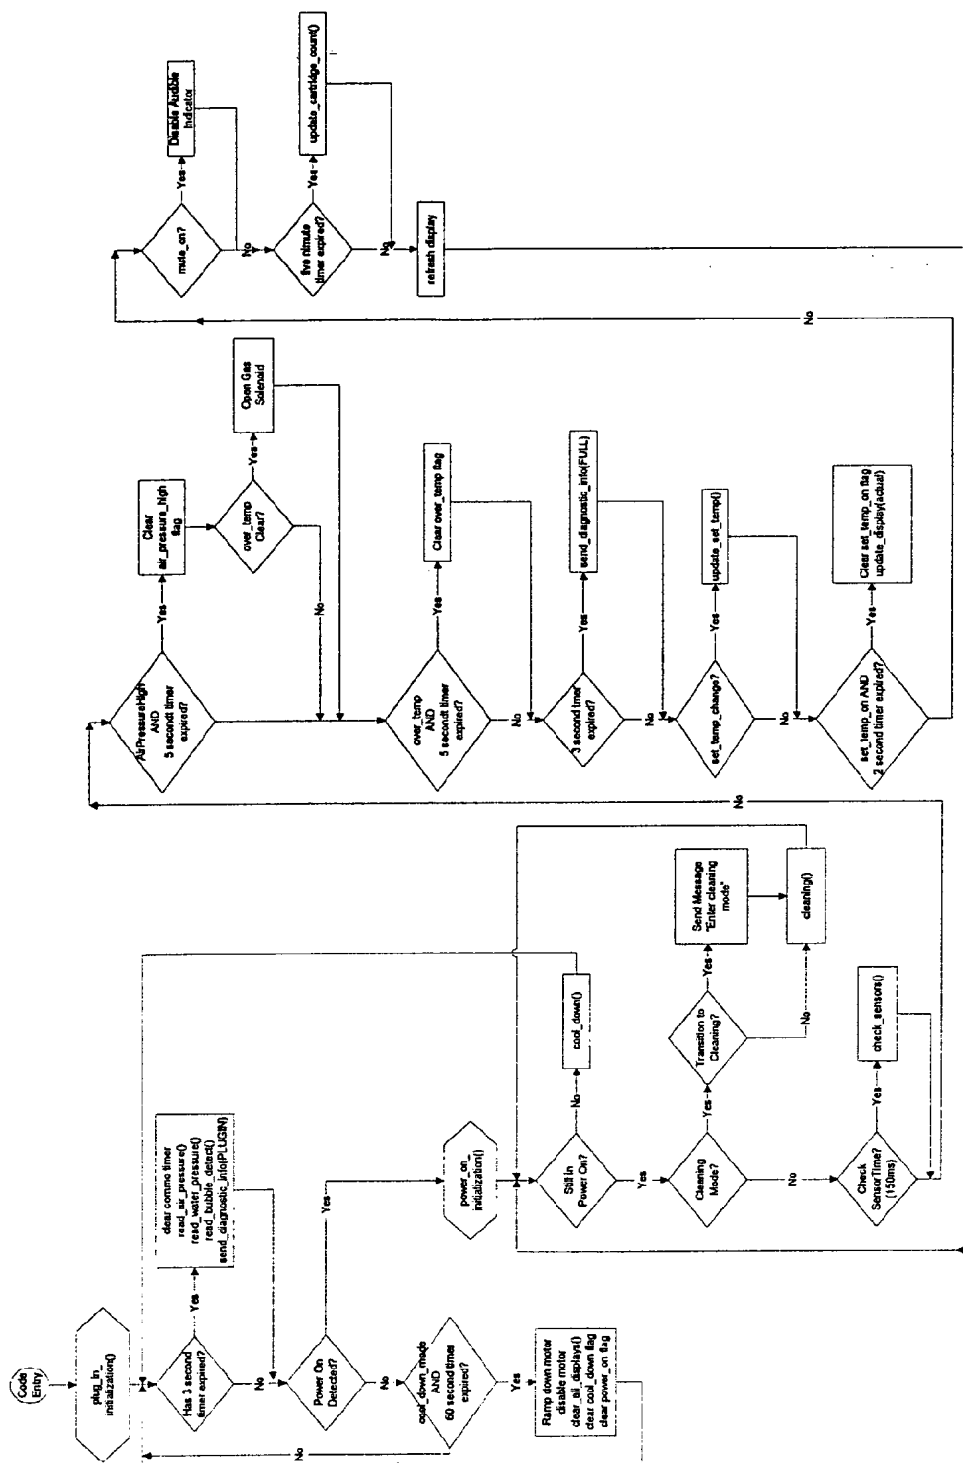 Code
Entry
plug_in_
initialization()
Has 3 second
timer expired?
Yes
clear commo timer
read_air_pressure()
read_water_pressure()
read_bubble_detect()
send_diagnostic_info(PLUGIN)
No
Power On
Detected?
Yes
No
cool_down_mode
AND
60 second timer
expired?
No
Yes
Ramp down motor
disable motor
clear_all_displays()
clear cool_down flag
clear power_on flag
power_on_
initialization()
Still in
Power On?
No
cool_down()
Yes
Cleaning
Mode?
Yes
Transition to
Cleaning?
Yes
Send Message
"Enter cleaning
mode"
No
cleaning()
No
Check
SensorTime?
(150ms)
Yes
check_sensors()
No
AirPressureHigh
AND
5 secondt timer
expired?
Yes
Clear
air_pressure_high
flag
over_temp
Clear?
Yes
Open Gas
Solenoid
No
over_temp
AND
5 secondt timer
expired?
Yes
Clear over_temp flag
No
3 second timer
expired?
Yes
send_diagnostic_info(FULL)
No
set_temp_change?
Yes
update_set_temp()
No
set_temp_on AND
2 second timer expired?
Yes
Clear set_temp_on flag
update_display(actual)
No
mute_on?
Yes
Disable Audible
Indicator
No
five nimute
timer expired?
Yes
update_cartridge_count()
No
refresh display